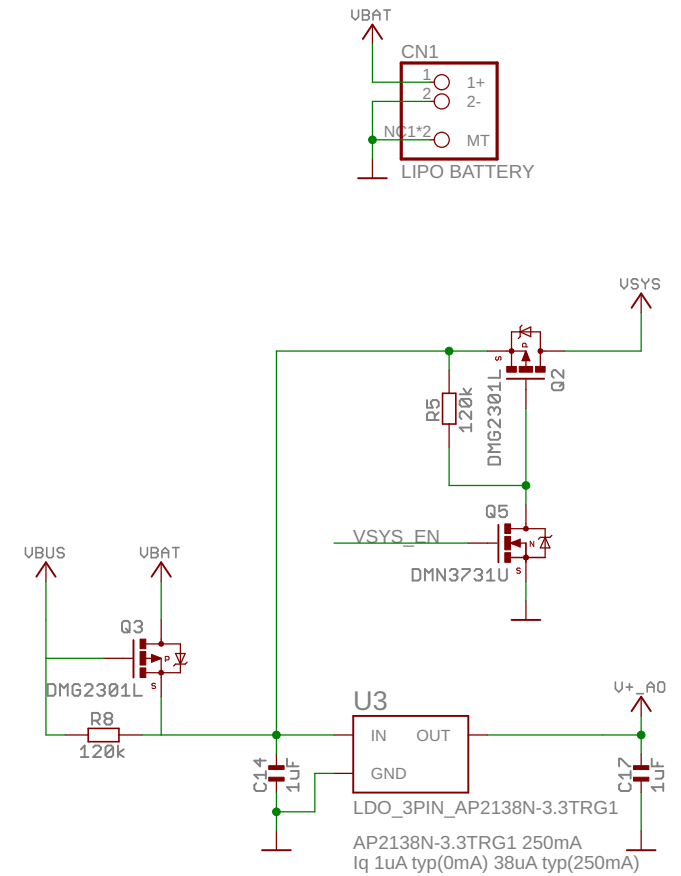 VBAT
CN1
1
1+
2
2-
NC1*2
MT
LIPO BATTERY
VSYS
S
P
R5
120k
DMG2301L
Q2
Q5
VSYS_EN
N
S
DMN3731U
VBUS
VBAT
Q3
P
S
DMG2301L
R8
120k
U3
IN
OUT
GND
V+_AO
C14
1uF
C17
1uF
LDO_3PIN_AP2138N-3.3TRG1
AP2138N-3.3TRG1 250mA
Iq 1uA typ(0mA) 38uA typ(250mA)